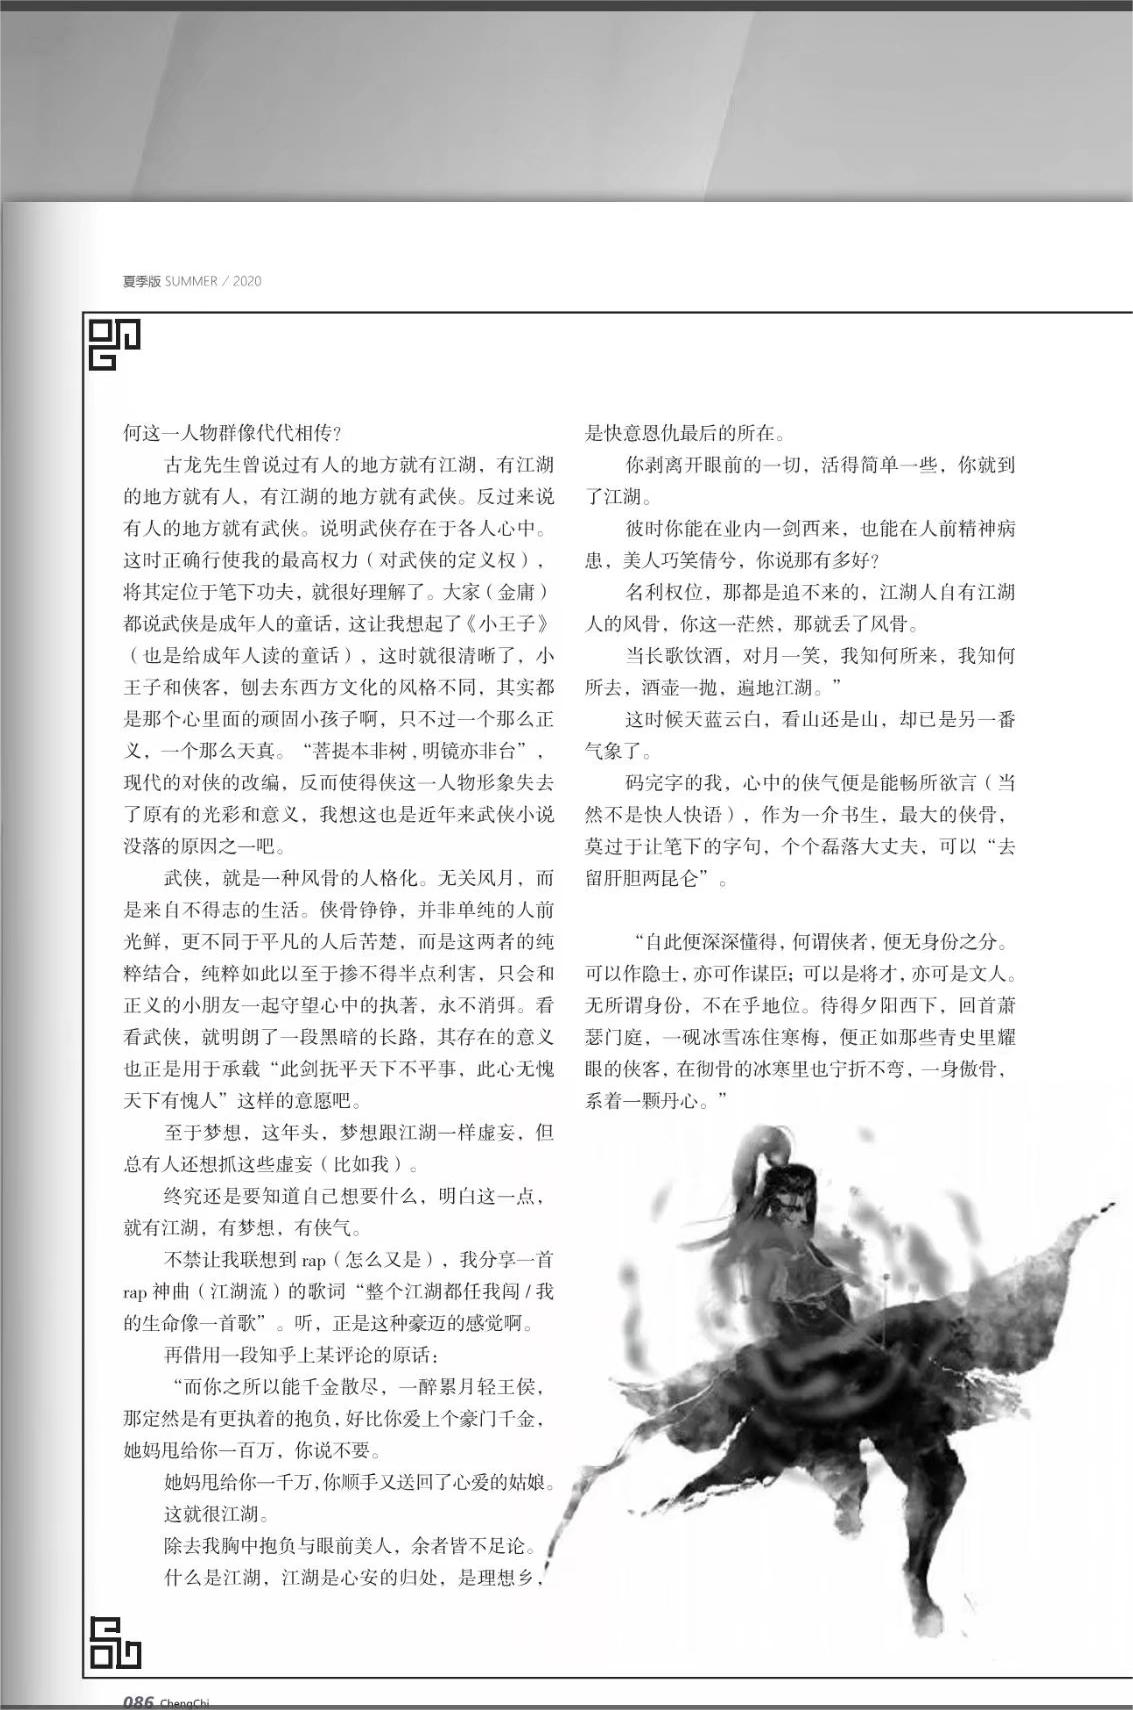 夏季版 SUMMER / 2020
何这一人物群像代代相传？
古龙先生曾说过有人的地方就有江湖，有江湖
的地方就有人，有江湖的地方就有武侠。反过来说
有人的地方就有武侠。说明武侠存在于各人心中。
这时正确行使我的最高权力（对武侠的定义权），
将其定位于笔下功夫，就很好理解了。大家（金庸）
都说武侠是成年人的童话，这让我想起了《小王子》
（也是给成年人读的童话），这时就很清晰了，小
王子和侠客，刨去东西方文化的风格不同，其实都
是那个心里面的顽固小孩子啊，只不过一个那么正
义，一个那么天真。“菩提本非树，明镜亦非台”，
现代的对侠的改编，反而使得侠这一人物形象失去
了原有的光彩和意义，我想这也是近年来武侠小说
没落的原因之一吧。
武侠，就是一种风骨的人格化。无关风月，而
是来自不得志的生活。侠骨铮铮，并非单纯的人前
光鲜，更不同于平凡的人后苦楚，而是这两者的纯
粹结合，纯粹如此以至于掺不得半点利害，只会和
正义的小朋友一起守望心中的执著，永不消弭。看
看武侠，就明朗了一段黑暗的长路，其存在的意义
也正是用于承载“此剑抚平天下不平事，此心无愧
天下有愧人”这样的意愿吧。
至于梦想，这年头，梦想跟江湖一样虚妄，但
总有人还想抓这些虚妄（比如我）。
终究还是要知道自己想要什么，明白这一点，
就有江湖，有梦想，有侠气。
不禁让我联想到 rap（怎么又是），我分享一首
rap 神曲（江湖流）的歌词“整个江湖都任我闯 / 我
的生命像一首歌”。听，正是这种豪迈的感觉啊。
再借用一段知乎上某评论的原话：
“而你之所以能千金散尽，一醉累月轻王侯，
那定然是有更执着的抱负，好比你爱上个豪门千金，
她妈甩给你一百万，你说不要。
她妈甩给你一千万，你顺手又送回了心爱的姑娘。
这就很江湖。
除去我胸中抱负与眼前美人，余者皆不足论。
什么是江湖，江湖是心安的归处，是理想乡，
是快意恩仇最后的所在。
你剥离开眼前的一切，活得简单一些，你就到
了江湖。
彼时你能在业内一剑西来，也能在人前精神病
患，美人巧笑倩兮，你说那有多好？
名利权位，那都是追不来的，江湖人自有江湖
人的风骨，你这一茫然，那就丢了风骨。
当长歌饮酒，对月一笑，我知何所来，我知何
所去，酒壶一抛，遍地江湖。”
这时候天蓝云白，看山还是山，却已是另一番
气象了。
码完字的我，心中的侠气便是能畅所欲言（当
然不是快人快语），作为一介书生，最大的侠骨，
莫过于让笔下的字句，个个磊落大丈夫，可以“去
留肝胆两昆仑”。
“自此便深深懂得，何谓侠者，便无身份之分。
可以作隐士，亦可作谋臣；可以是将才，亦可是文人。
无所谓身份，不在乎地位。待得夕阳西下，回首萧
瑟门庭，一砚冰雪冻住寒梅，便正如那些青史里耀
眼的侠客，在彻骨的冰寒里也宁折不弯，一身傲骨，
系着一颗丹心。”
086 ChengChi